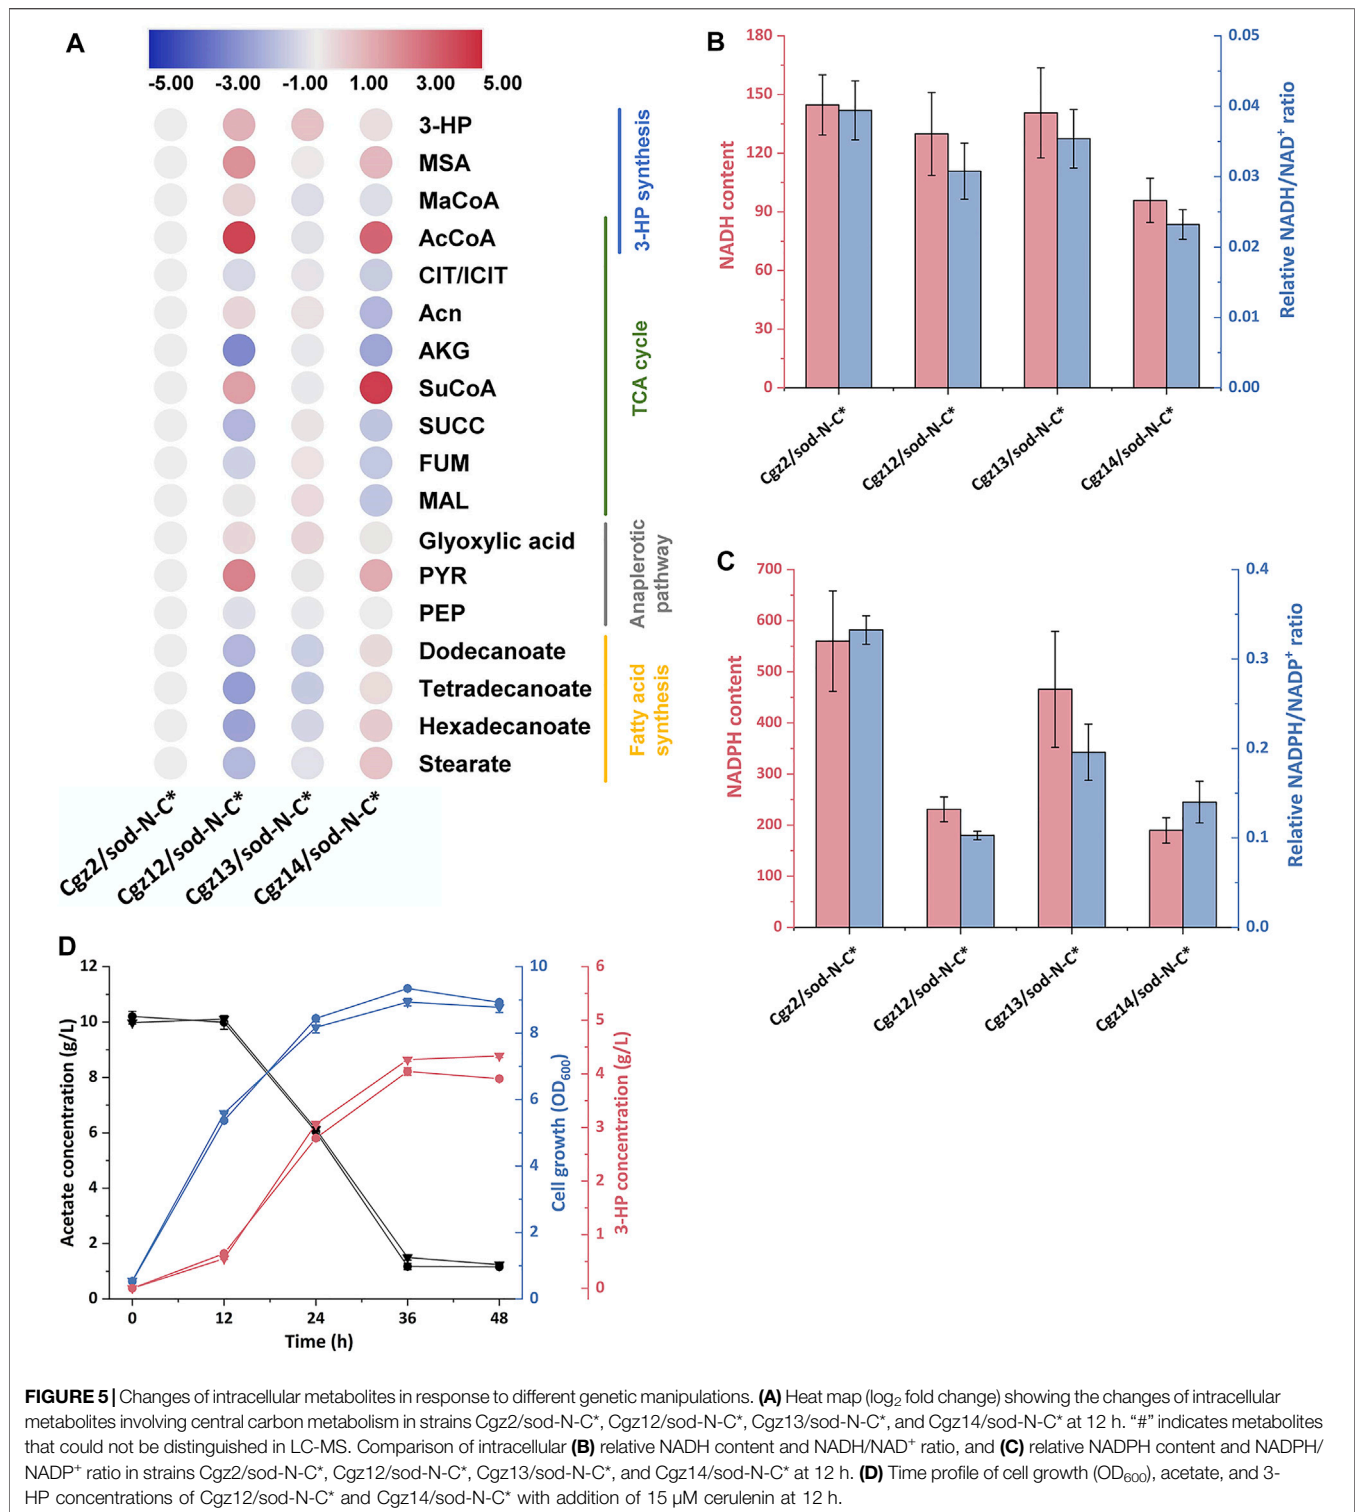 A
-5.00 -3.00 -1.00 1.00 3.00 5.00
3-HP
MSA
MaCoA
AcCoA
CIT/ICIT
Acn
AKG
SuCoA
SUCC
FUM
MAL
Glyoxylic acid
PYR
PEP
Dodecanoate
Tetradecanoate
Hexadecanoate
Stearate
3-HP synthesis
TCA cycle
Anaplerotic
pathway
Fatty acid
synthesis
Cgz2/sod-N-C*
Cgz12/sod-N-C*
Cgz13/sod-N-C*
Cgz14/sod-N-C*
B
180
150
120
90
60
30
0
NADH content
0.05
0.04
0.03
0.02
0.01
0.00
Relative NADH/NAD⁺ ratio
Cgz2/sod-N-C*
Cgz12/sod-N-C*
Cgz13/sod-N-C*
Cgz14/sod-N-C*
C
700
600
500
400
300
200
100
0
NADPH content
0.4
0.3
0.2
0.1
0.0
Relative NADPH/NADP⁺ ratio
Cgz2/sod-N-C*
Cgz12/sod-N-C*
Cgz13/sod-N-C*
Cgz14/sod-N-C*
D
12
10
8
6
4
2
0
Acetate concentration (g/L)
10
8
6
4
2
0
Cell growth (OD₆₀₀)
6
5
4
3
2
1
0
3-HP concentration (g/L)
0 12 24 36 48
Time (h)
FIGURE 5 | Changes of intracellular metabolites in response to different genetic manipulations. (A) Heat map (log₂ fold change) showing the changes of intracellular
metabolites involving central carbon metabolism in strains Cgz2/sod-N-C*, Cgz12/sod-N-C*, Cgz13/sod-N-C*, and Cgz14/sod-N-C* at 12 h. “#” indicates metabolites
that could not be distinguished in LC-MS. Comparison of intracellular (B) relative NADH content and NADH/NAD⁺ ratio, and (C) relative NADPH content and NADPH/
NADP⁺ ratio in strains Cgz2/sod-N-C*, Cgz12/sod-N-C*, Cgz13/sod-N-C*, and Cgz14/sod-N-C* at 12 h. (D) Time profile of cell growth (OD₆₀₀), acetate, and 3-
HP concentrations of Cgz12/sod-N-C* and Cgz14/sod-N-C* with addition of 15 µM cerulenin at 12 h.